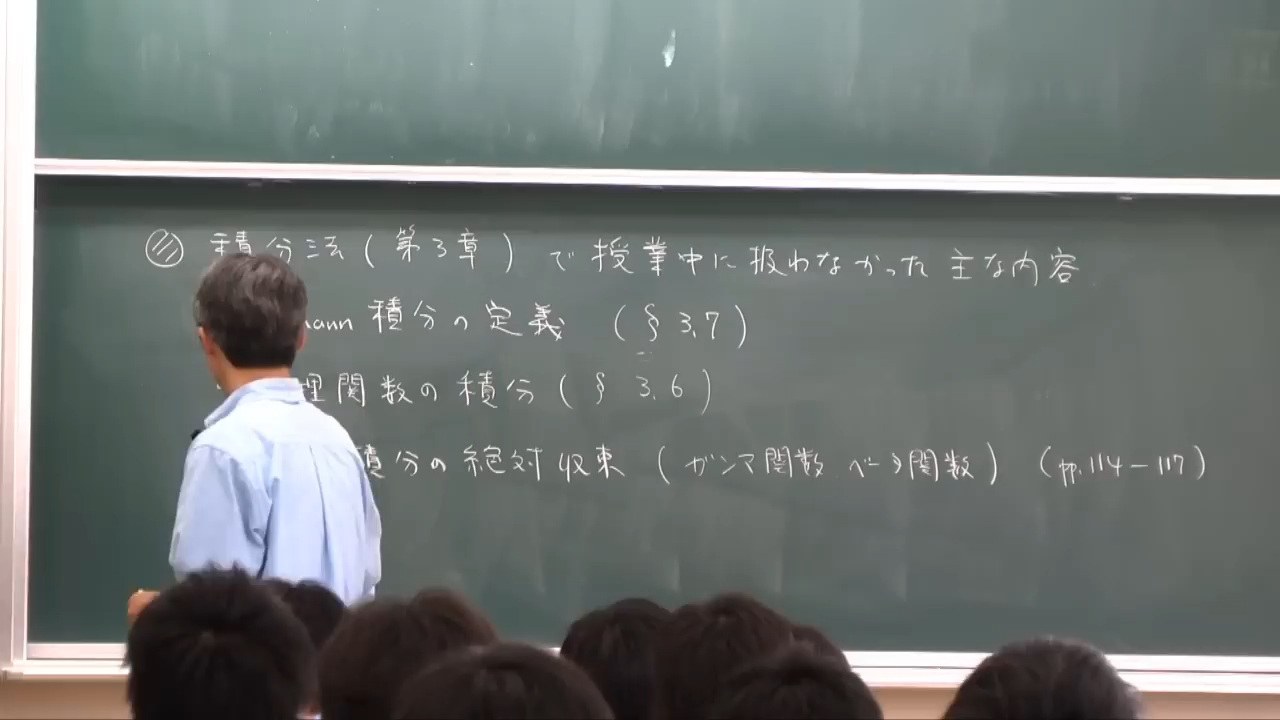 積分法(第3章)で授業中に扱わなかった主な内容
mann 積分の定義 (§ 3.7)
理関数の積分(§ 3.6)
積分の絶対収束 (ガンマ関数 ベータ関数) (pp.114-117)